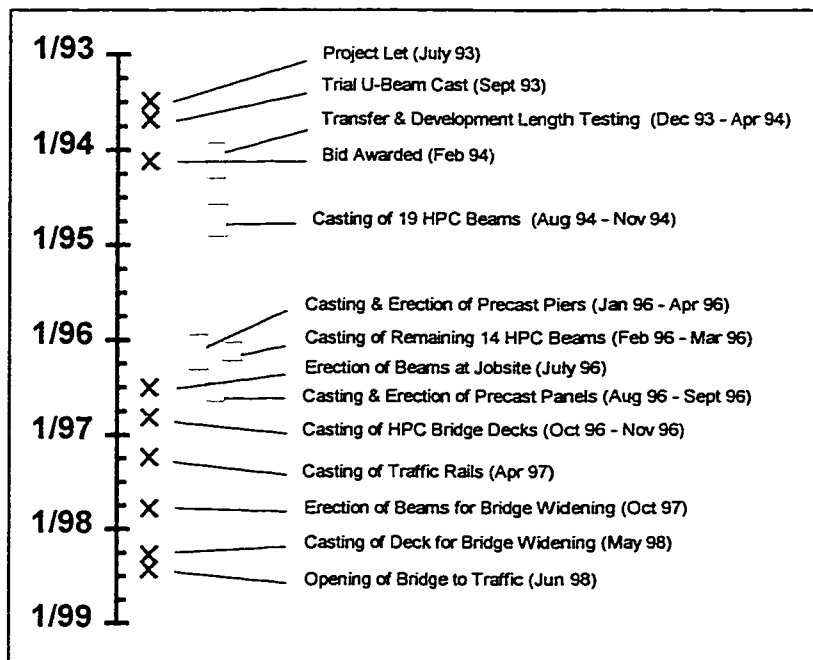 1/93
Project Let (July 93)
Trial U-Beam Cast (Sept 93)
Transfer & Development Length Testing (Dec 93 - Apr 94)
1/94
Bid Awarded (Feb 94)
Casting of 19 HPC Beams (Aug 94 - Nov 94)
1/95
Casting & Erection of Precast Piers (Jan 96 - Apr 96)
1/96
Casting of Remaining 14 HPC Beams (Feb 96 - Mar 96)
Erection of Beams at Jobsite (July 96)
Casting & Erection of Precast Panels (Aug 96 - Sept 96)
1/97
Casting of HPC Bridge Decks (Oct 96 - Nov 96)
Casting of Traffic Rails (Apr 97)
Erection of Beams for Bridge Widening (Oct 97)
1/98
Casting of Deck for Bridge Widening (May 98)
Opening of Bridge to Traffic (Jun 98)
1/99